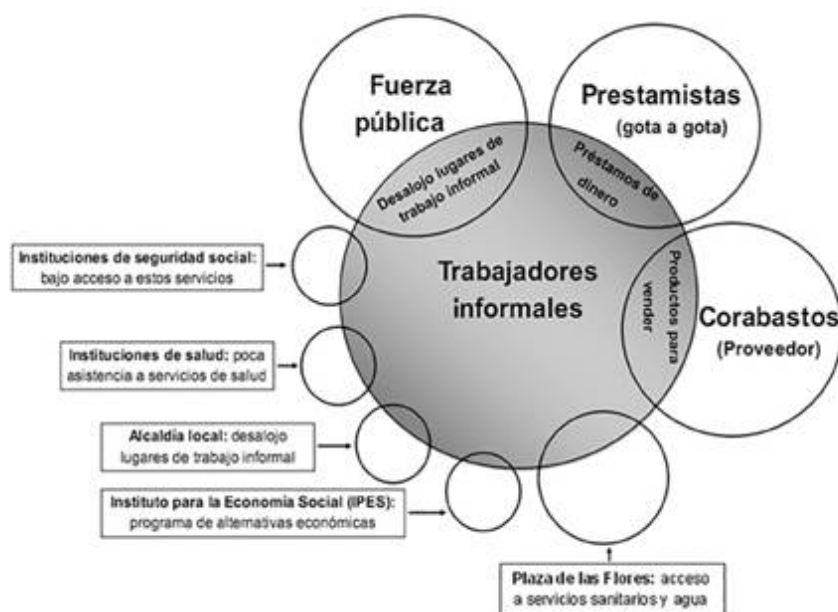 Fuerza
pública
Prestamistas
(gota a gota)
Desalojo lugares de
trabajo informal
Préstamos de
dinero
Trabajadores
informales
Productos para
vender
Corabastos
(Proveedor)
Instituciones de seguridad social:
bajo acceso a estos servicios
Instituciones de salud: poca
asistencia a servicios de salud
Alcaldía local: desalojo
lugares de trabajo informal
Instituto para la Economía Social (IPES):
programa de alternativas económicas
Plaza de las Flores: acceso
a servicios sanitarios y agua